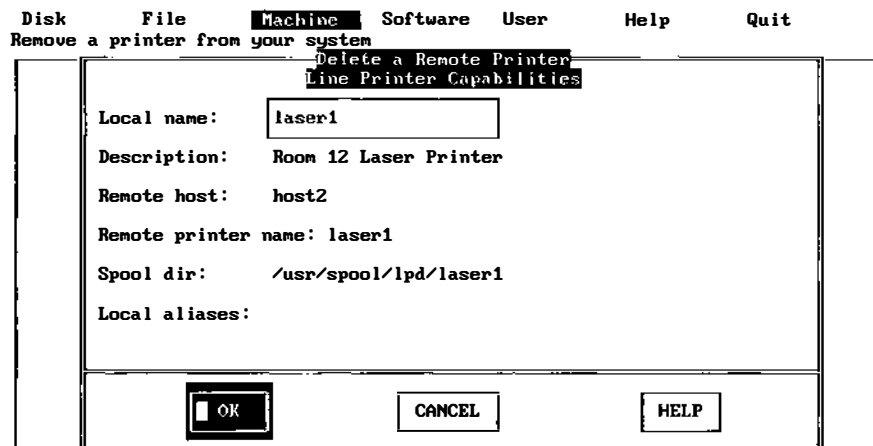 Disk File Machine Software User Help Quit
Remove a printer from your system
Delete a Remote Printer
Line Printer Capabilities
Local name: laser1
Description: Room 12 Laser Printer
Remote host: host2
Remote printer name: laser1
Spool dir: /usr/spool/lpd/laser1
Local aliases:
OK CANCEL HELP